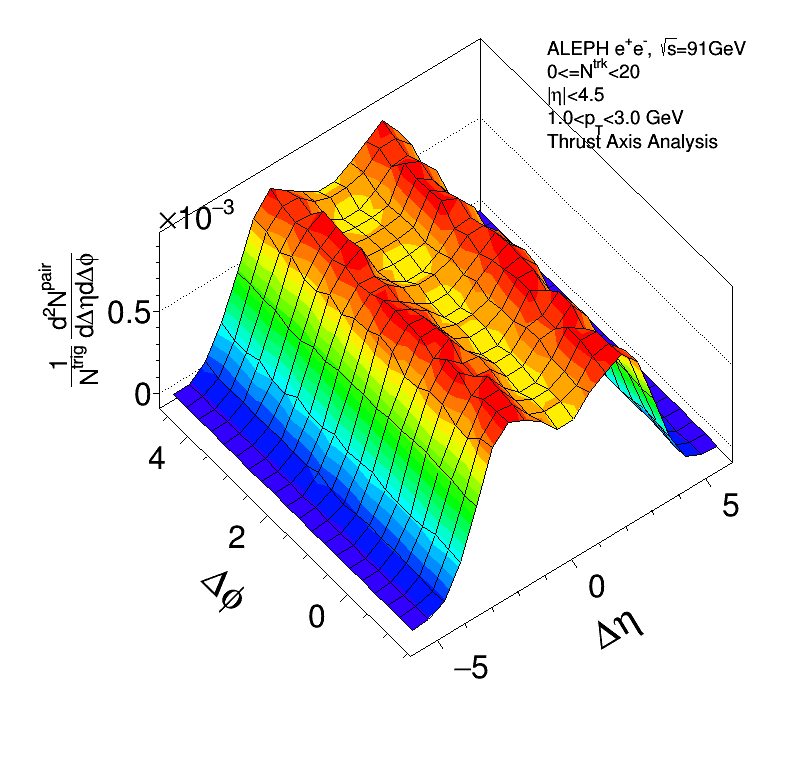 ALEPH e⁺e⁻, √s=91GeV
0<=Nᵗʳᵏ<20
|η|<4.5
1.0<p_T<3.0 GeV
Thrust Axis Analysis
×10⁻³
1/N^trig d²N^pair/dΔηdΔϕ
0.5
0
4
2
0
Δϕ
−5
0
5
Δη